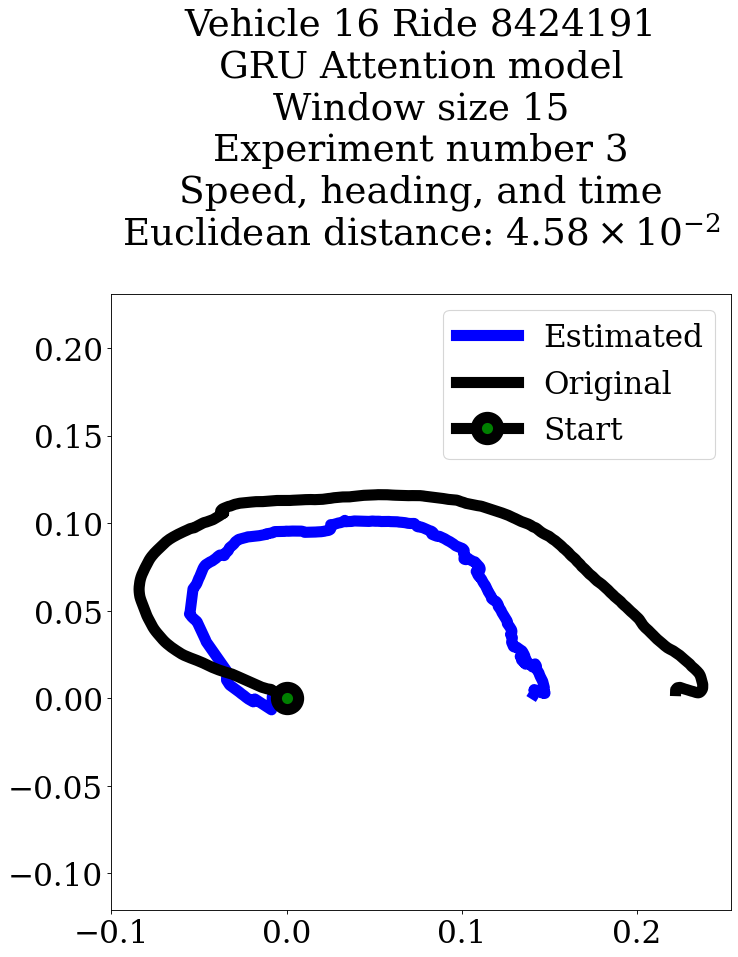 Vehicle 16 Ride 8424191
GRU Attention model
Window size 15
Experiment number 3
Speed, heading, and time
Euclidean distance: 4.58 × 10⁻²
Estimated
Original
Start
0.20
0.15
0.10
0.05
0.00
−0.05
−0.10
−0.1 0.0 0.1 0.2